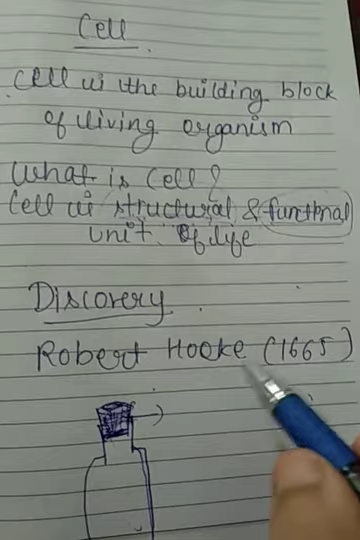 Cell
Cell is the building block
of living organism
What is Cell?
Cell is structural & functional
unit of life
Discovery
Robert Hooke (1665)